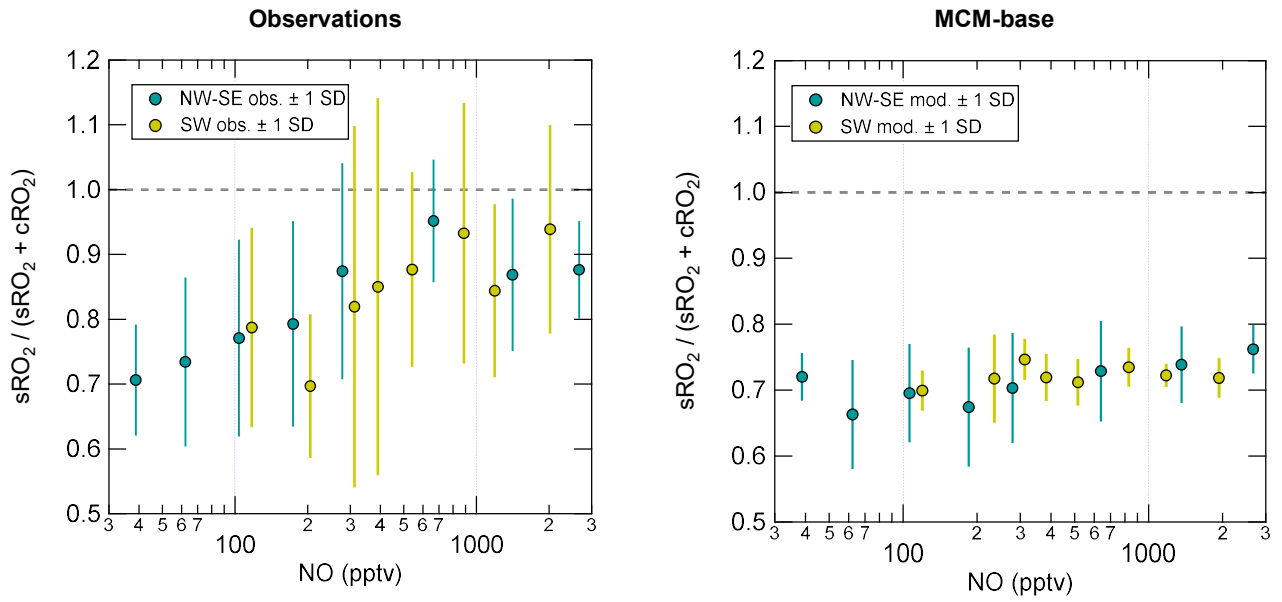 Observations
1.2
1.1
1.0
0.9
0.8
0.7
0.6
0.5
sRO₂ / (sRO₂ + cRO₂)
NW-SE obs. ± 1 SD
SW obs. ± 1 SD
3 4 5 6 7 2 3 4 5 6 7 2 3
100 1000
NO (pptv)
MCM-base
1.2
1.1
1.0
0.9
0.8
0.7
0.6
0.5
sRO₂ / (sRO₂ + cRO₂)
NW-SE mod. ± 1 SD
SW mod. ± 1 SD
3 4 5 6 7 2 3 4 5 6 7 2 3
100 1000
NO (pptv)